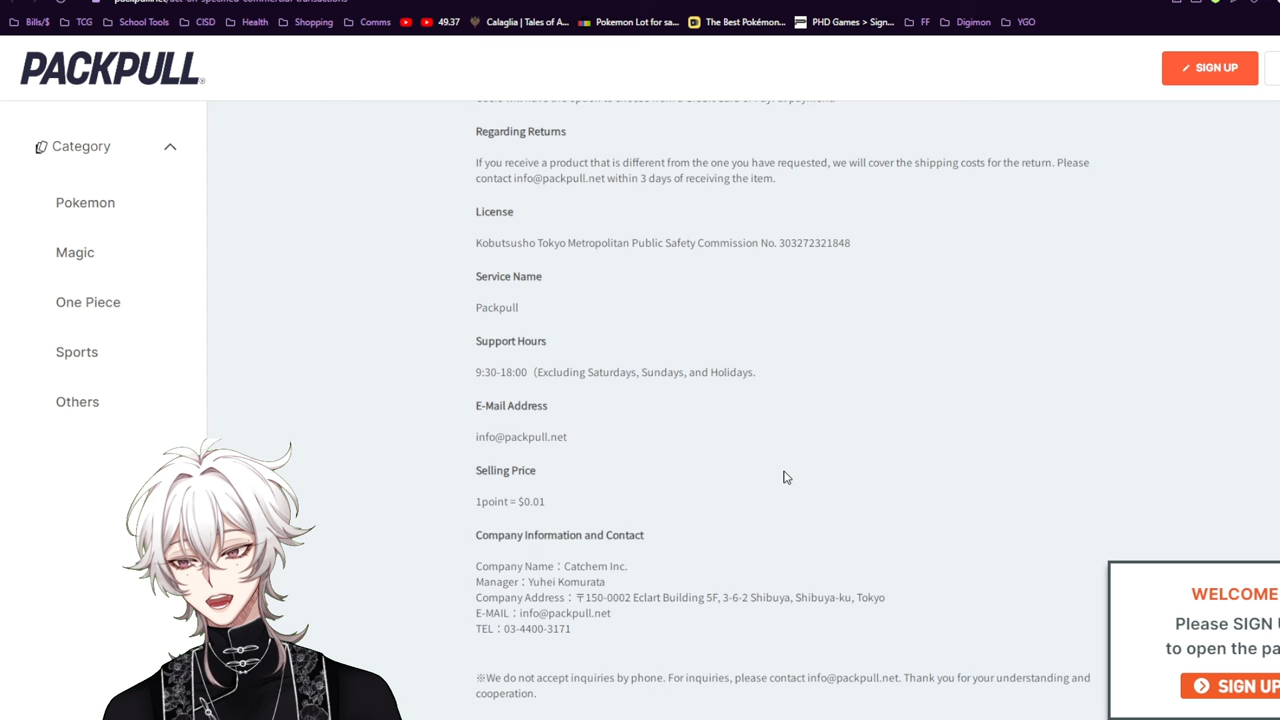 Bills/$ TCG School Tools CISD Health Shopping Comms 49.37 Calaglia | Tales of A... Pokemon Lot for sa... The Best Pokémon... PHD Games > Sign... FF Digimon YGO
PACKPULL
SIGN UP
Category
Pokemon
Magic
One Piece
Sports
Others
Regarding Returns
If you receive a product that is different from the one you have requested, we will cover the shipping costs for the return. Please
contact info@packpull.net within 3 days of receiving the item.
License
Kobutsusho Tokyo Metropolitan Public Safety Commission No. 303272321848
Service Name
Packpull
Support Hours
9:30-18:00（Excluding Saturdays, Sundays, and Holidays.
E-Mail Address
info@packpull.net
Selling Price
1point = $0.01
Company Information and Contact
Company Name：Catchem Inc.
Manager：Yuhei Komurata
Company Address：〒150-0002 Eclart Building 5F, 3-6-2 Shibuya, Shibuya-ku, Tokyo
E-MAIL：info@packpull.net
TEL：03-4400-3171
※We do not accept inquiries by phone. For inquiries, please contact info@packpull.net. Thank you for your understanding and
cooperation.
WELCOME
Please SIGN
to open the pa
SIGN UP